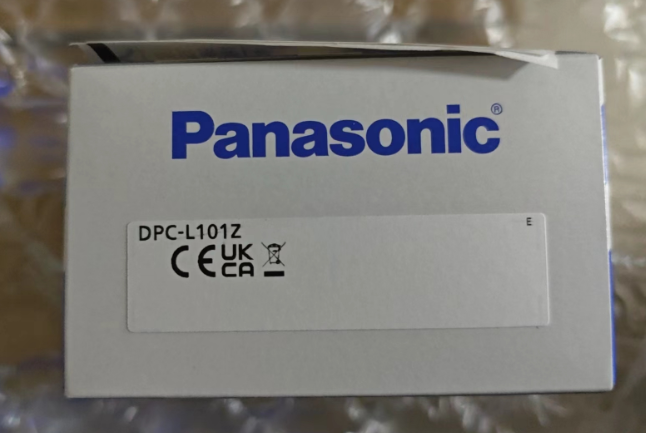 Panasonic®
DPC-L101Z
E
CE UK CA